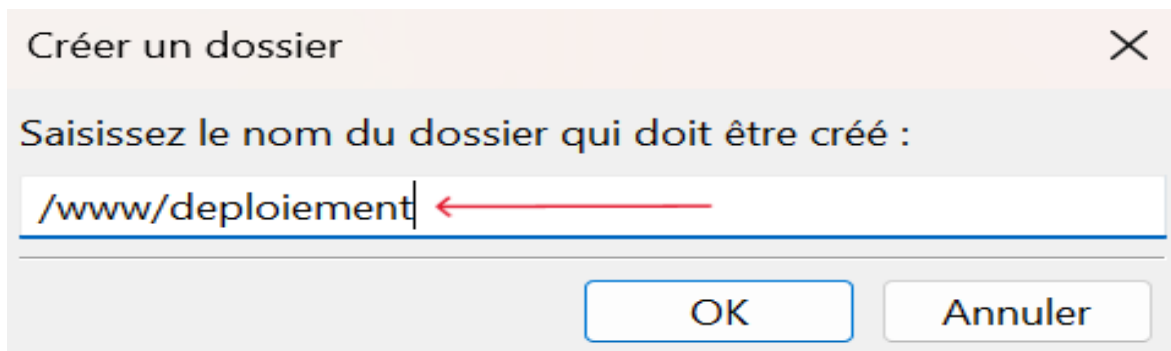 Créer un dossier
Saisissez le nom du dossier qui doit être créé :
/www/deploiement
OK
Annuler